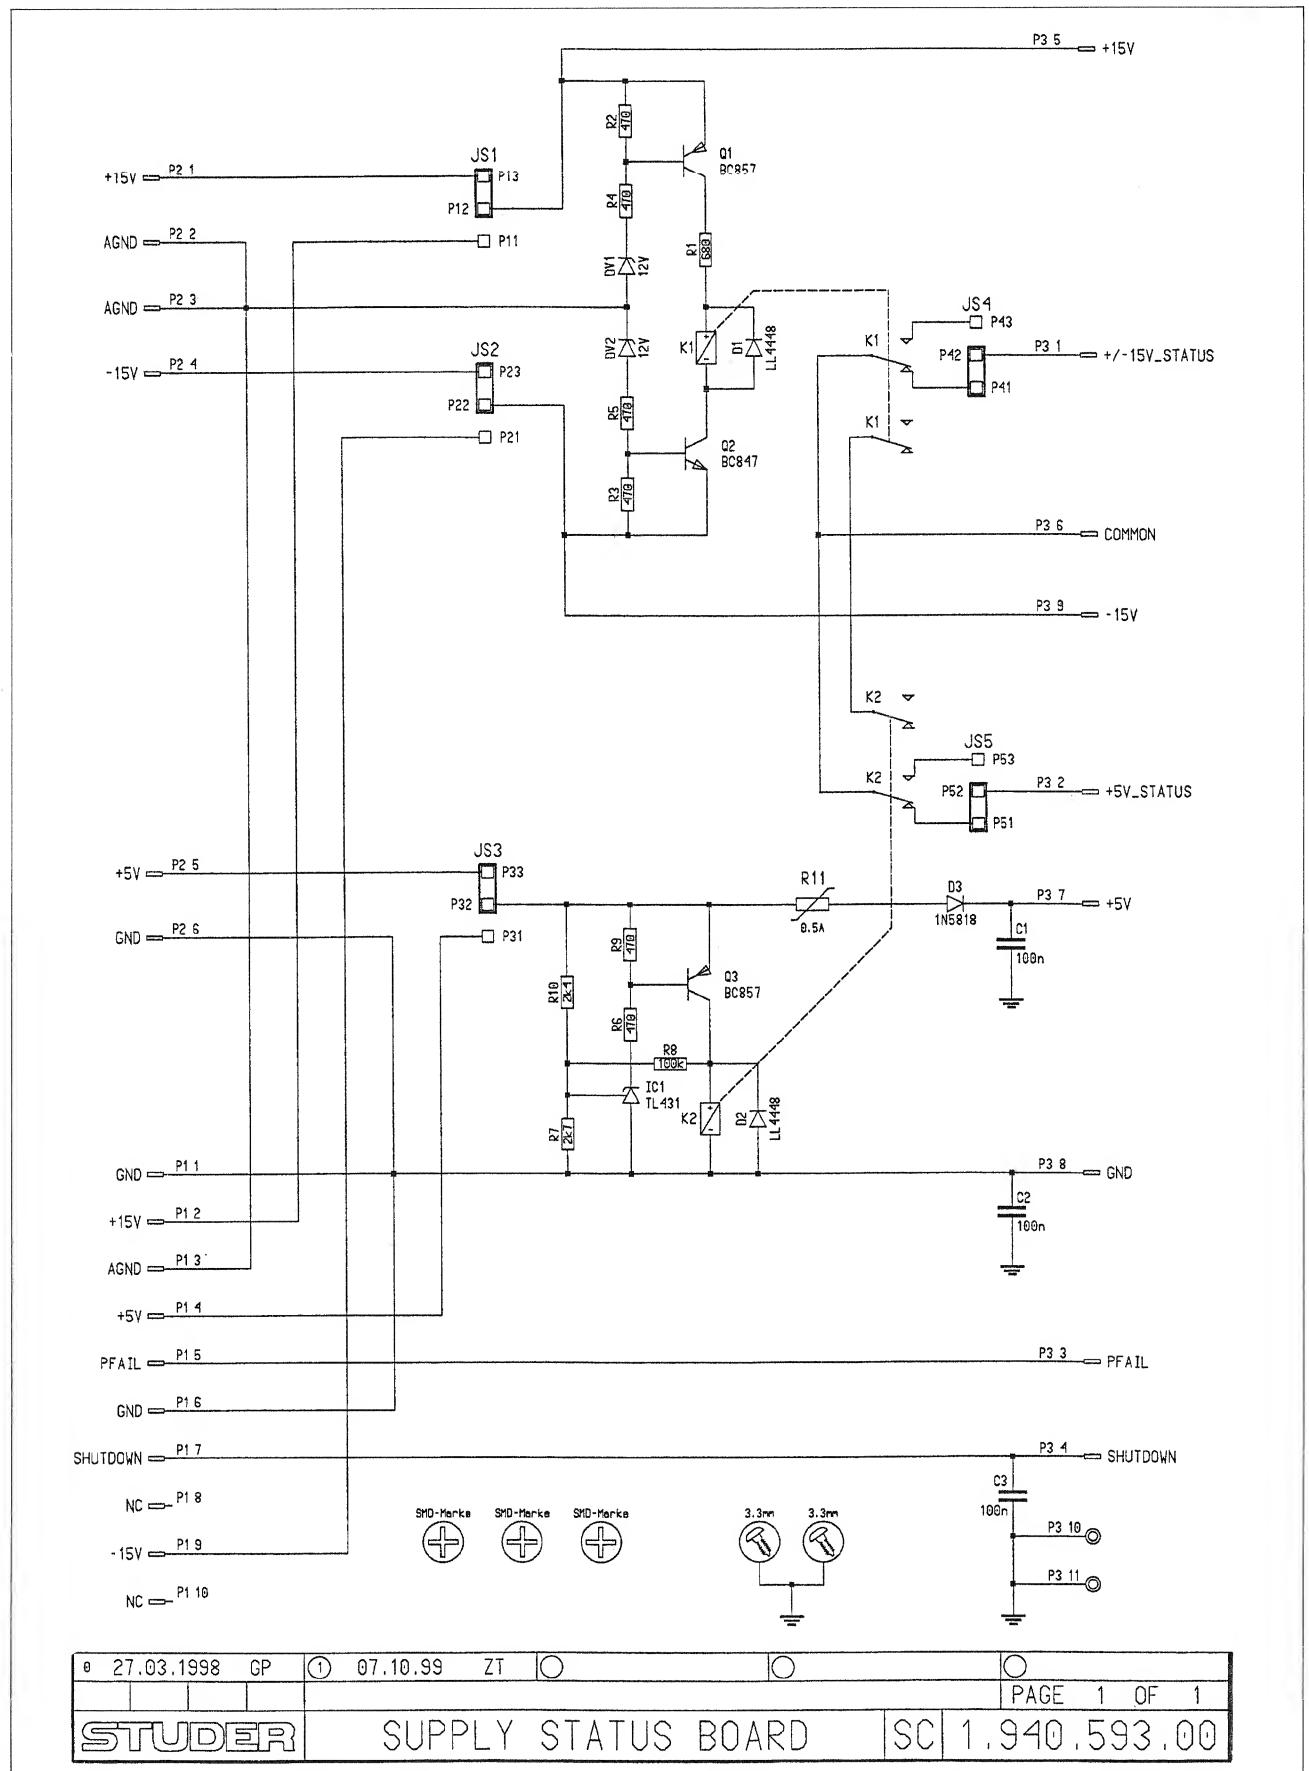 P3 5
+15V
R2
470
Q1
BC857
JS1
+15V
P2 1
P13
P12
R4
470
AGND
P2 2
P11
R1
680
DV1
12V
AGND
P2 3
JS4
P43
DV2
12V
K1
D1
LL4448
K1
P42
P3 1
+/-15V_STATUS
JS2
-15V
P2 4
P23
P22
P41
R5
470
K1
P21
Q2
BC847
R3
470
P3 6
COMMON
P3 9
-15V
K2
JS5
P53
K2
P52
P3 2
+5V_STATUS
P51
JS3
+5V
P2 5
P33
P32
R11
0.5A
D3
1N5818
P3 7
+5V
C1
100n
GND
P2 6
P31
R9
470
Q3
BC857
R10
2k4
R6
470
R8
100k
IC1
TL431
K2
D2
LL4448
R7
2k7
GND
P1 1
P3 8
GND
C2
100n
+15V
P1 2
AGND
P1 3
+5V
P1 4
PFAIL
P1 5
P3 3
PFAIL
GND
P1 6
SHUTDOWN
P1 7
P3 4
SHUTDOWN
C3
100n
NC
P1 8
SMD-Marke
SMD-Marke
SMD-Marke
3.3mm
3.3mm
P3 10
-15V
P1 9
P3 11
NC
P1 10
0 27.03.1998 GP
1 07.10.99 ZT
PAGE 1 OF 1
STUDER
SUPPLY STATUS BOARD
SC
1.940.593.00